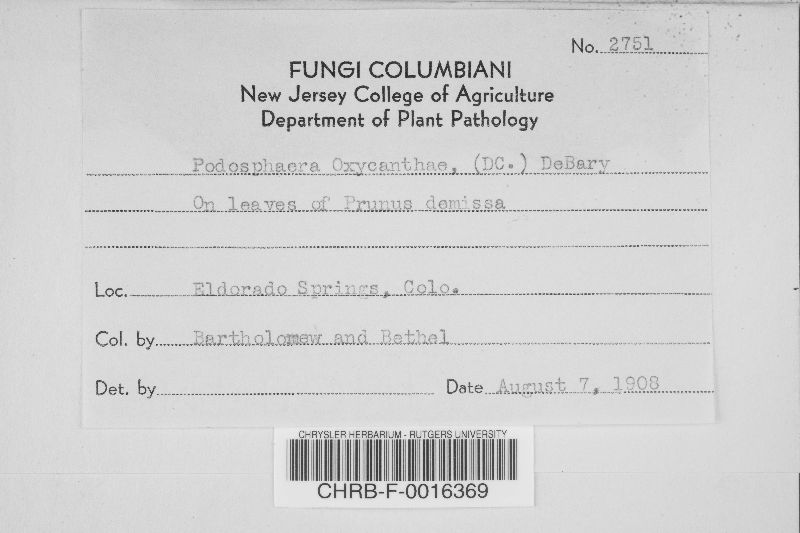 No. 2751
FUNGI COLUMBIANI
New Jersey College of Agriculture
Department of Plant Pathology
Podosphaera Oxycanthae, (DC.) DeBary
On leaves of Prunus demissa
Loc. Eldorado Springs, Colo.
Col. by Bartholomew and Bethel
Det. by Date August 7, 1908
CHRYSLER HERBARIUM - RUTGERS UNIVERSITY
CHRB-F-0016369